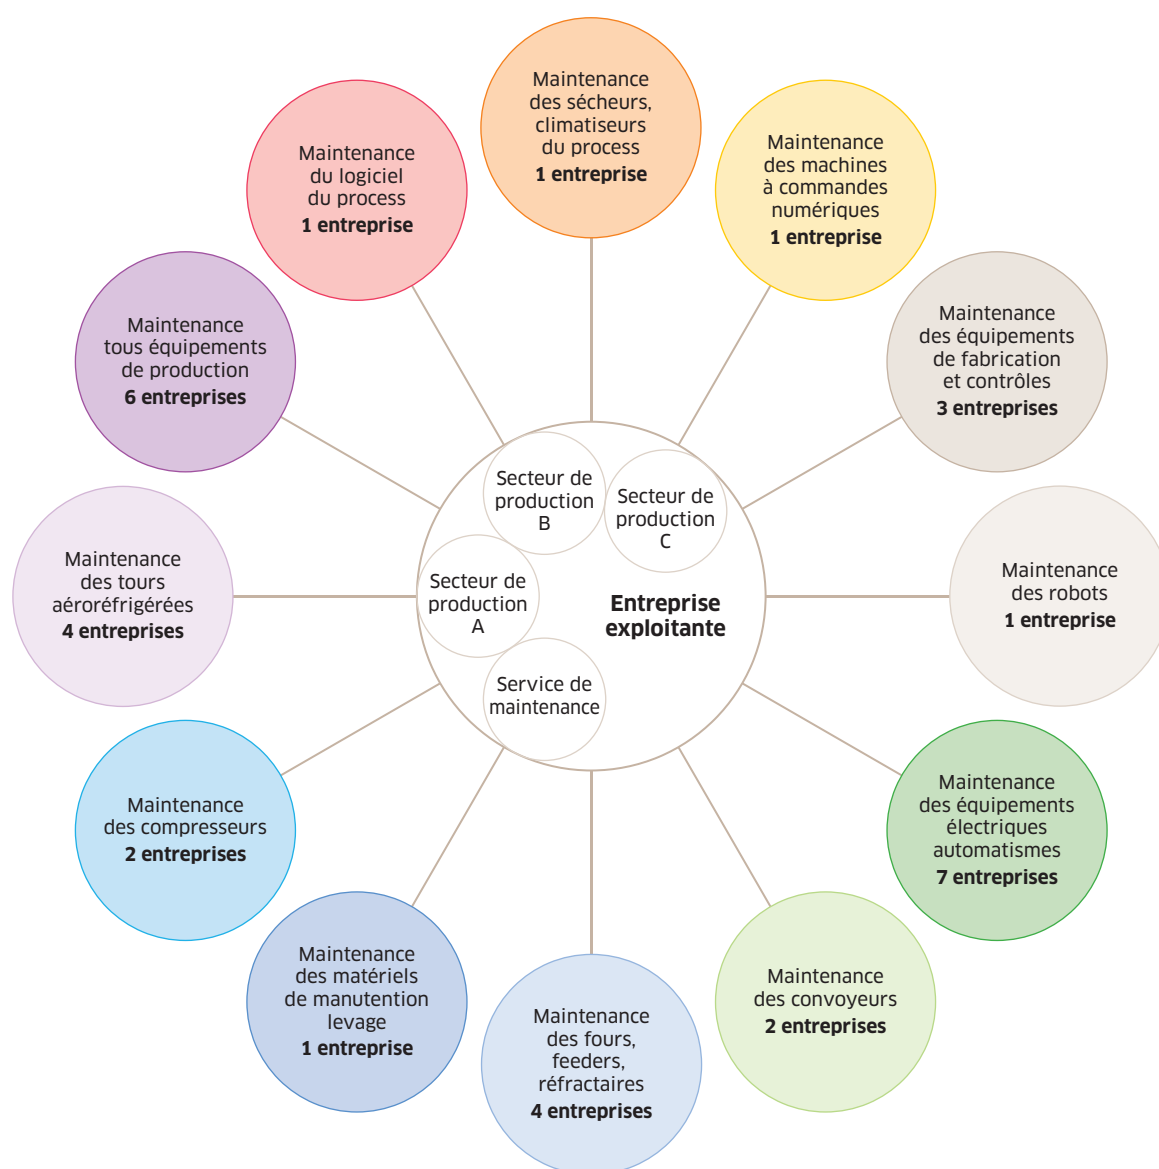 Maintenance
des sécheurs,
climatiseurs
du process
1 entreprise
Maintenance
des machines
à commandes
numériques
1 entreprise
Maintenance
des équipements
de fabrication
et contrôles
3 entreprises
Maintenance
des robots
1 entreprise
Maintenance
des équipements
électriques
automatismes
7 entreprises
Maintenance
des convoyeurs
2 entreprises
Maintenance
des fours,
feeders,
réfractaires
4 entreprises
Maintenance
des matériels
de manutention
levage
1 entreprise
Maintenance
des compresseurs
2 entreprises
Maintenance
des tours
aéroréfrigérées
4 entreprises
Maintenance
tous équipements
de production
6 entreprises
Maintenance
du logiciel
du process
1 entreprise
Secteur de
production
B
Secteur de
production
C
Secteur de
production
A
Entreprise
exploitante
Service de
maintenance